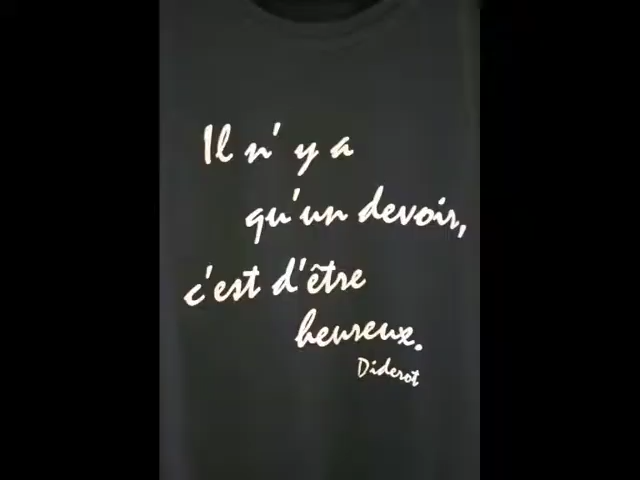 Il n' y a
qu'un devoir,
c'est d'être
heureux.
Diderot